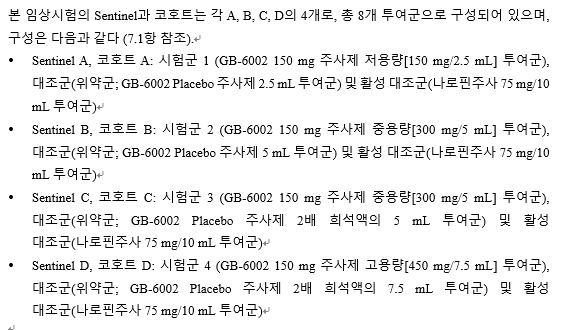 본 임상시험의 Sentinel과 코호트는 각 A, B, C, D의 4개로, 총 8개 투여군으로 구성되어 있으며,
구성은 다음과 같다 (7.1항 참조).
• Sentinel A, 코호트 A: 시험군 1 (GB-6002 150 mg 주사제 저용량[150 mg/2.5 mL] 투여군),
대조군(위약군; GB-6002 Placebo 주사제 2.5 mL 투여군) 및 활성 대조군(나로핀주사 75 mg/10
mL 투여군)
• Sentinel B, 코호트 B: 시험군 2 (GB-6002 150 mg 주사제 중용량[300 mg/5 mL] 투여군),
대조군(위약군; GB-6002 Placebo 주사제 5 mL 투여군) 및 활성 대조군(나로핀주사 75 mg/10
mL 투여군)
• Sentinel C, 코호트 C: 시험군 3 (GB-6002 150 mg 주사제 중용량[300 mg/5 mL] 투여군),
대조군(위약군; GB-6002 Placebo 주사제 2배 희석액의 5 mL 투여군) 및 활성
대조군(나로핀주사 75 mg/10 mL 투여군)
• Sentinel D, 코호트 D: 시험군 4 (GB-6002 150 mg 주사제 고용량[450 mg/7.5 mL] 투여군),
대조군(위약군; GB-6002 Placebo 주사제 2배 희석액의 7.5 mL 투여군) 및 활성
대조군(나로핀주사 75 mg/10 mL 투여군)